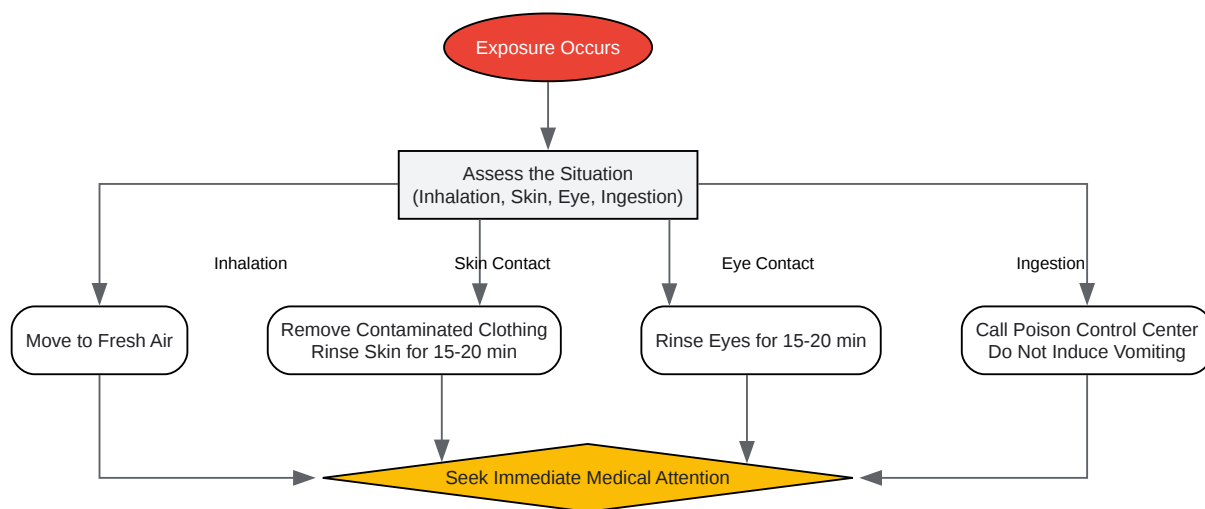 Exposure Occurs
Assess the Situation
(Inhalation, Skin, Eye, Ingestion)
Inhalation
Skin Contact
Eye Contact
Ingestion
Move to Fresh Air
Remove Contaminated Clothing
Rinse Skin for 15-20 min
Rinse Eyes for 15-20 min
Call Poison Control Center
Do Not Induce Vomiting
Seek Immediate Medical Attention